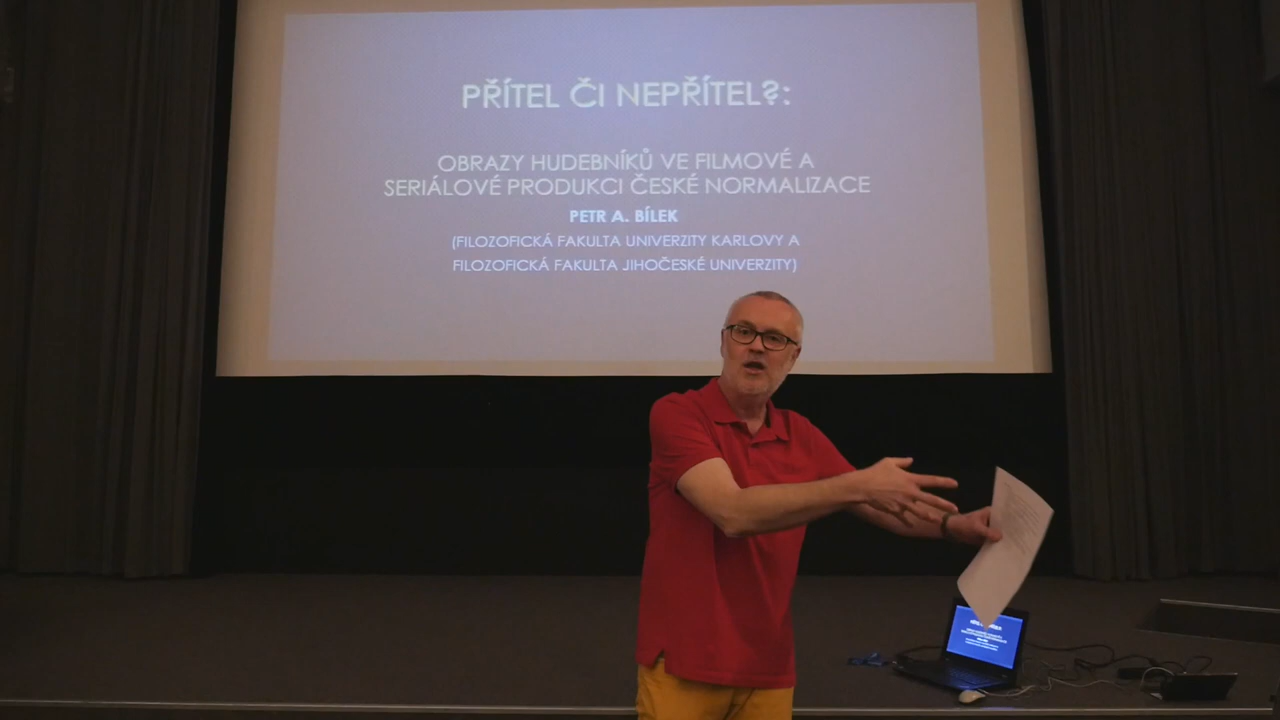 PŘÍTEL ČI NEPŘÍTEL?:
OBRAZY HUDEBNÍKŮ VE FILMOVÉ A
SERIÁLOVÉ PRODUKCI ČESKÉ NORMALIZACE
PETR A. BÍLEK
(FILOZOFICKÁ FAKULTA UNIVERZITY KARLOVY A
FILOZOFICKÁ FAKULTA JIHOČESKÉ UNIVERZITY)